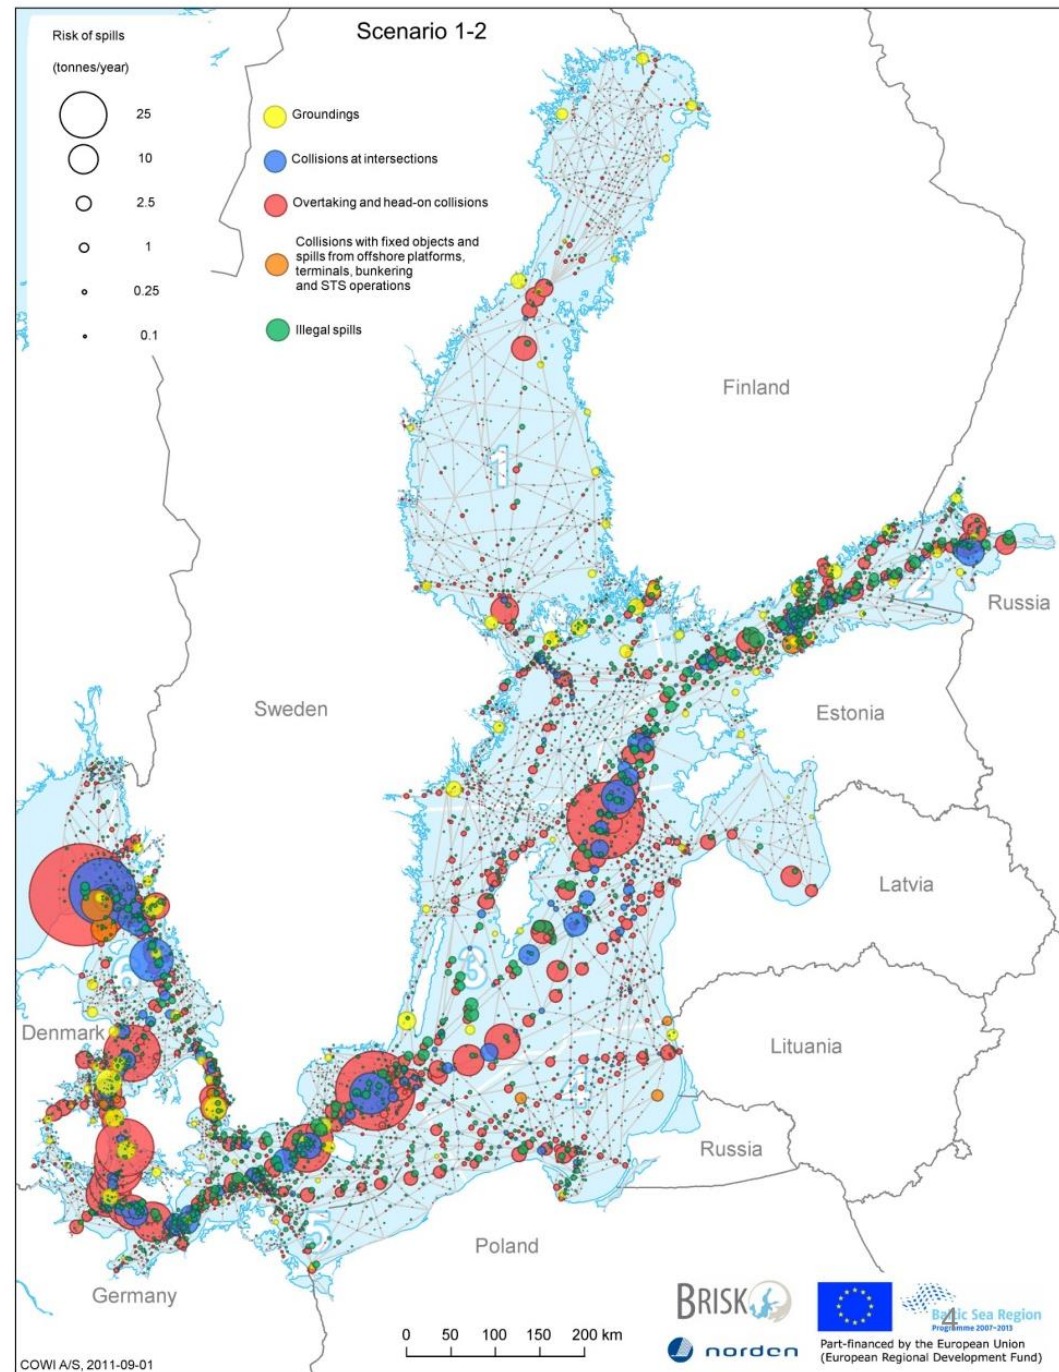 Scenario 1-2
Risk of spills
(tonnes/year)
25
10
2.5
1
0.25
0.1
Groundings
Collisions at intersections
Overtaking and head-on collisions
Collisions with fixed objects and
spills from offshore platforms,
terminals, bunkering
and STS operations
Illegal spills
Finland
1
2
Russia
1
Sweden
Estonia
Latvia
3
6
Denmark
Lituania
4
Russia
5
Poland
Germany
BRISK
Baltic Sea Region
Programme 2007-2013
4
norden
Part-financed by the European Union
(European Regional Development Fund)
0 50 100 150 200 km
COWI A/S, 2011-09-01